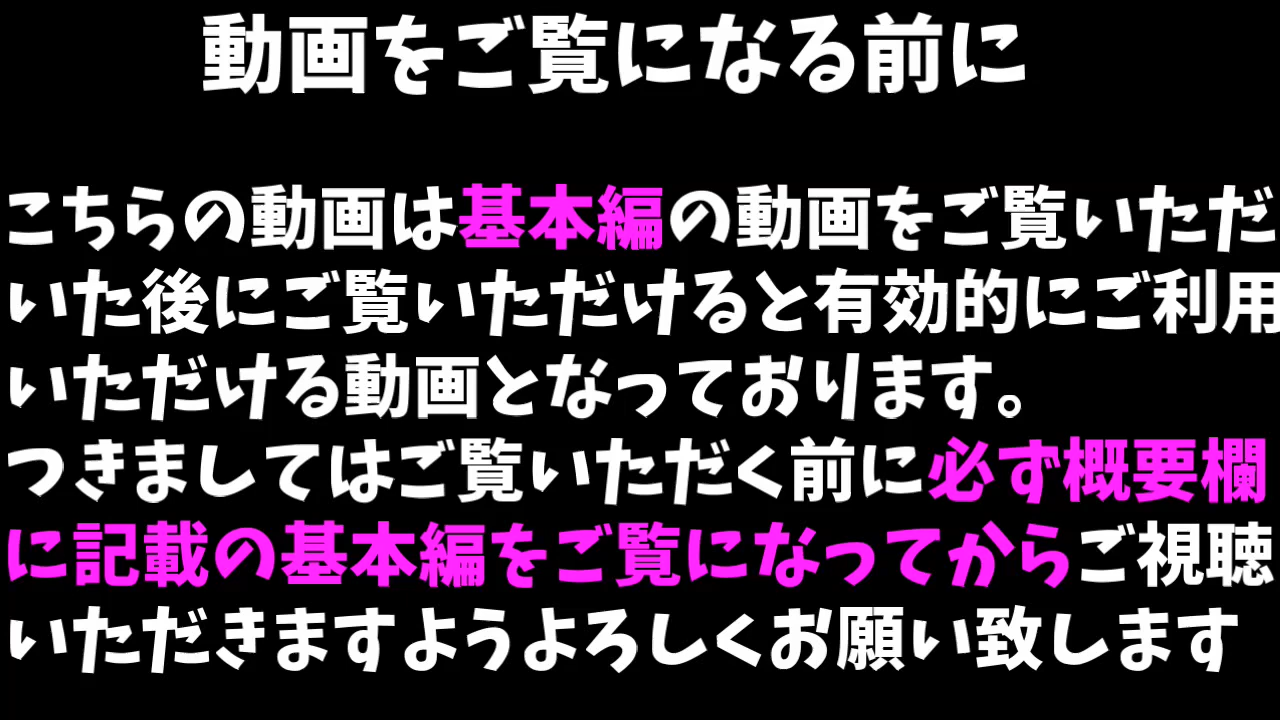 動画をご覧になる前に
こちらの動画は基本編の動画をご覧いただ
いた後にご覧いただけると有効的にご利用
いただける動画となっております。
つきましてはご覧いただく前に必ず概要欄
に記載の基本編をご覧になってからご視聴
いただきますようよろしくお願い致します